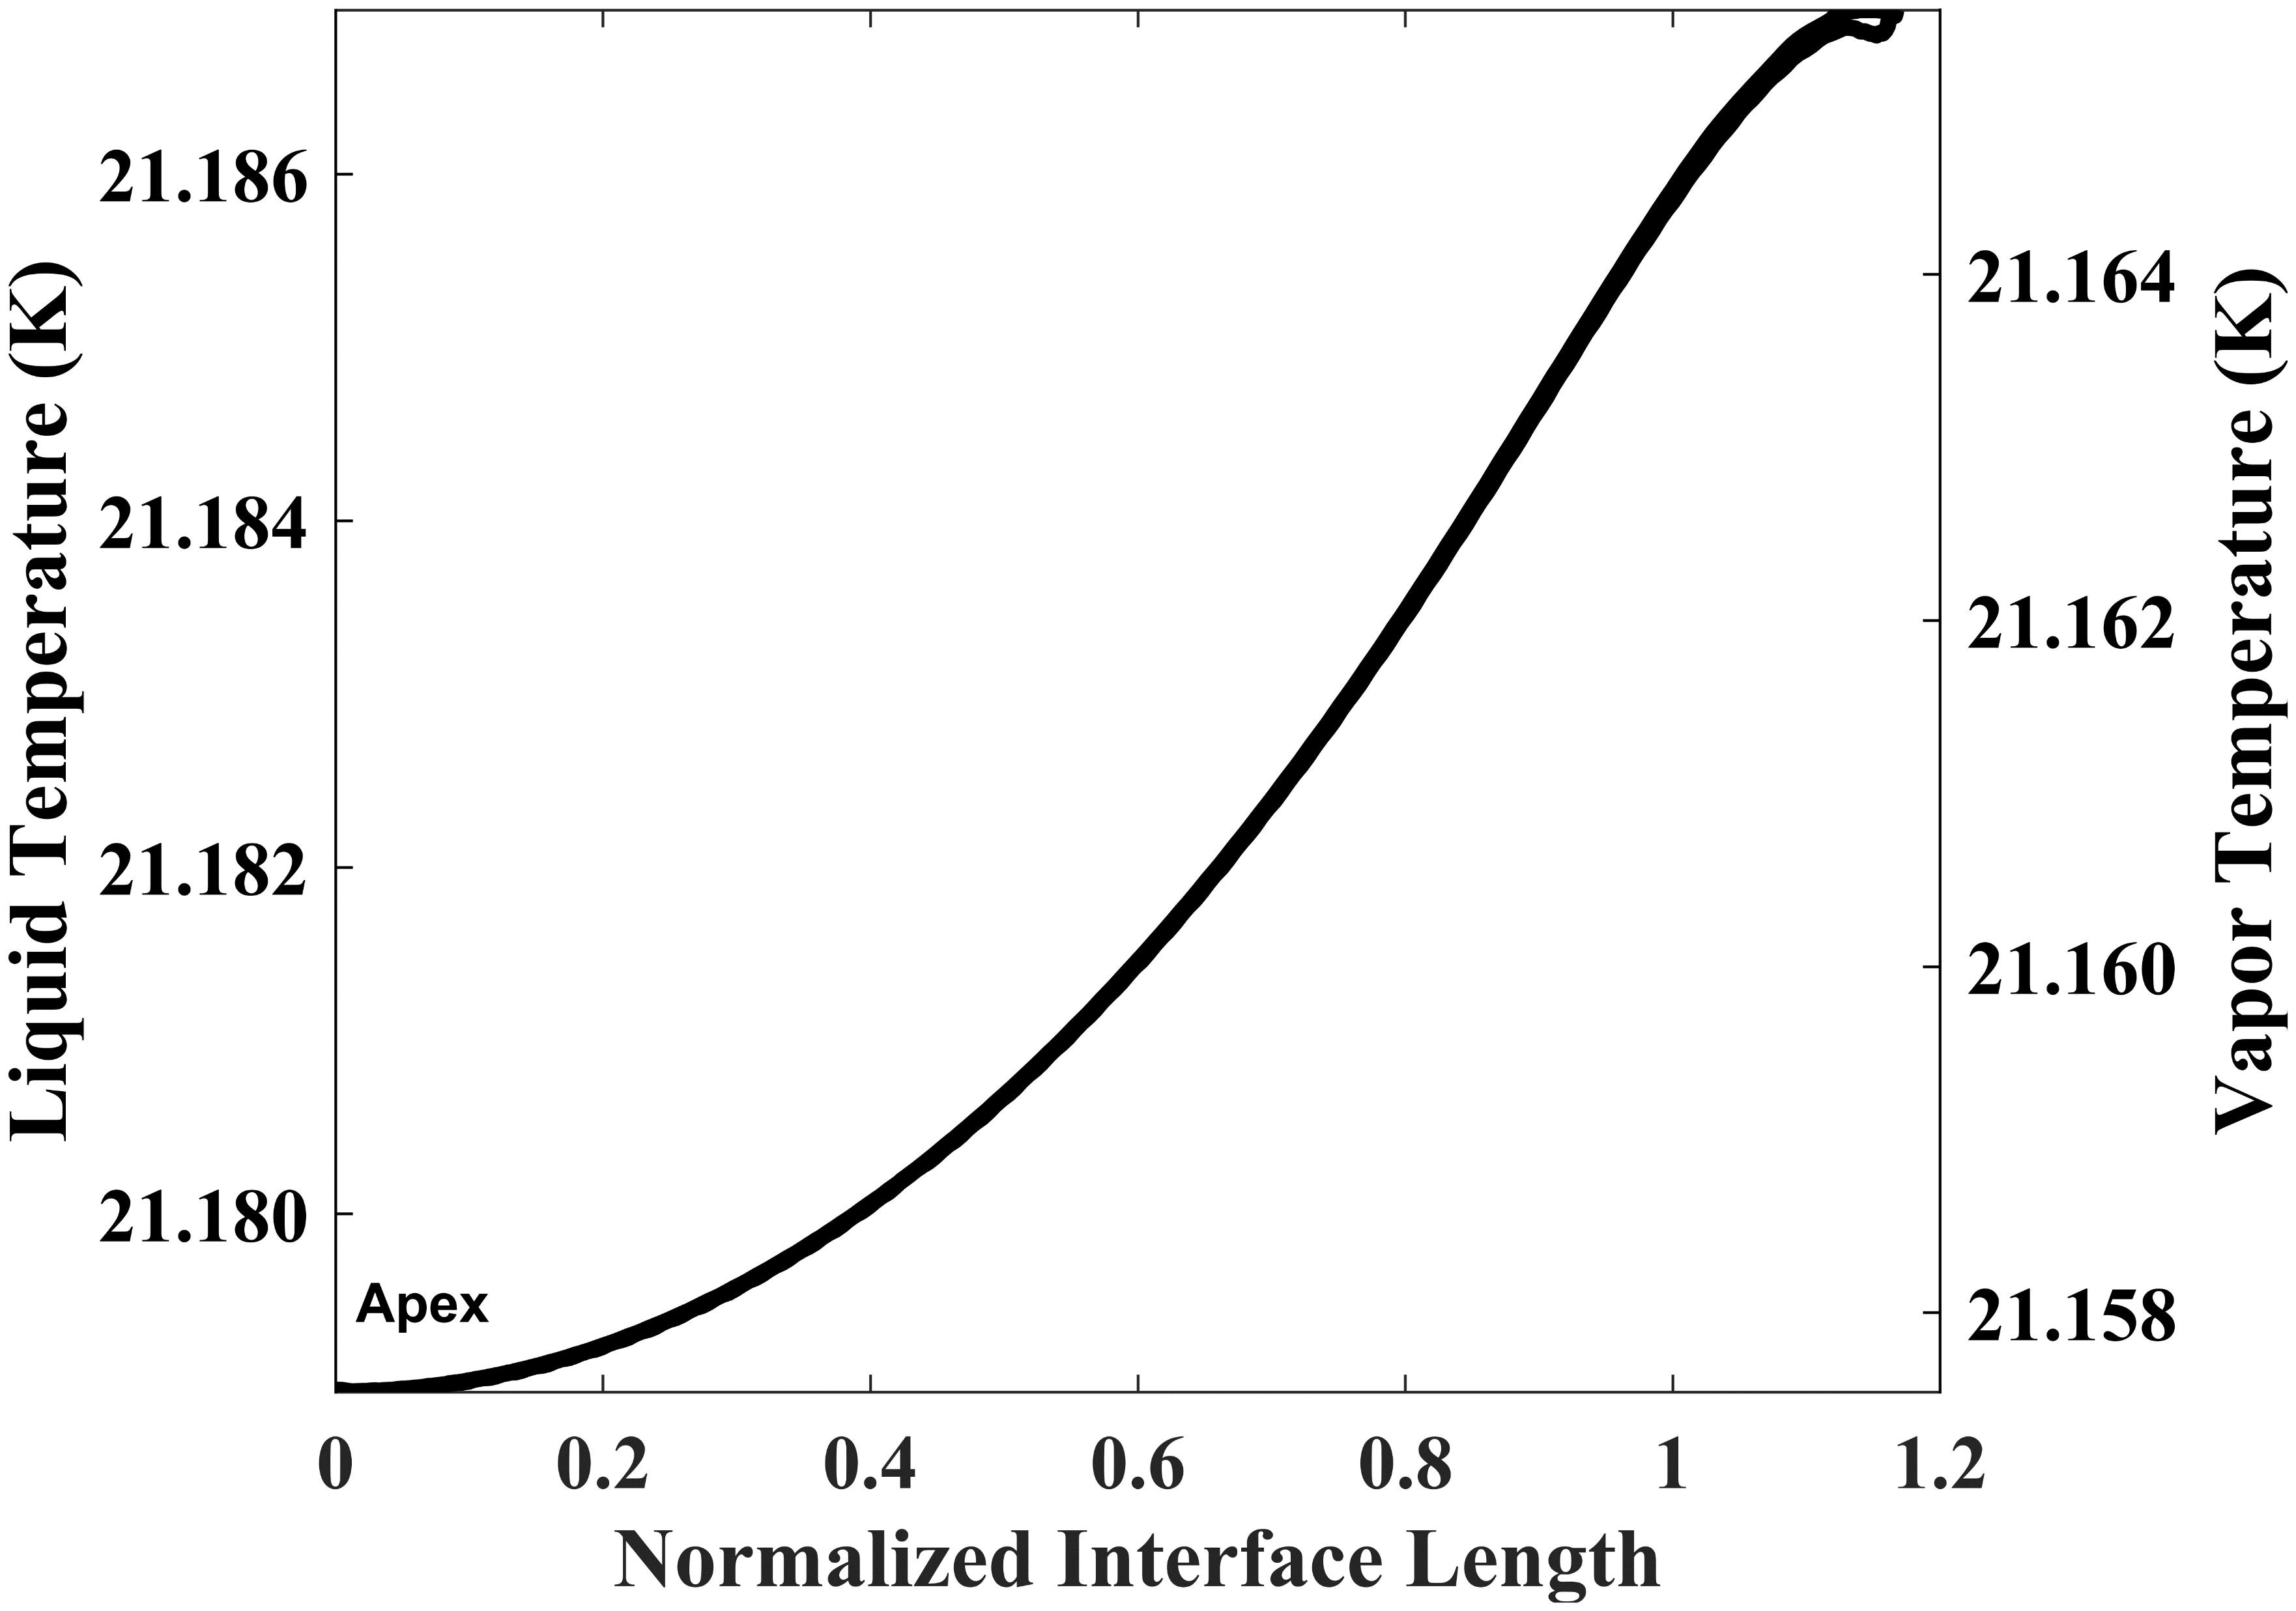 Liquid Temperature (K)
21.186
21.184
21.182
21.180
Apex
21.164
21.162
21.160
21.158
Vapor Temperature (K)
0 0.2 0.4 0.6 0.8 1 1.2
Normalized Interface Length